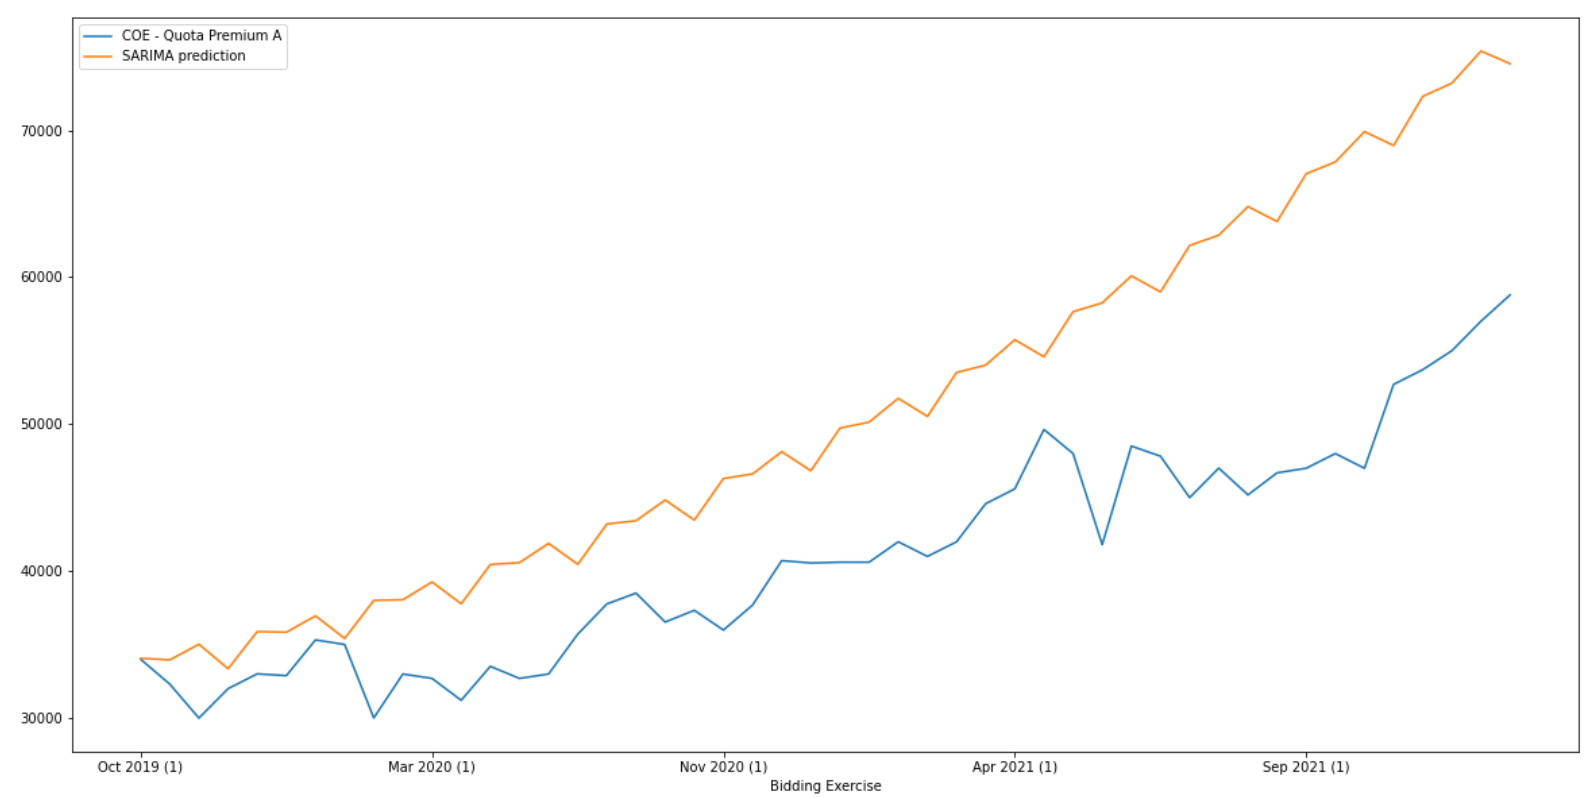 COE - Quota Premium A
SARIMA prediction
70000
60000
50000
40000
30000
Oct 2019 (1)
Mar 2020 (1)
Nov 2020 (1)
Apr 2021 (1)
Sep 2021 (1)
Bidding Exercise